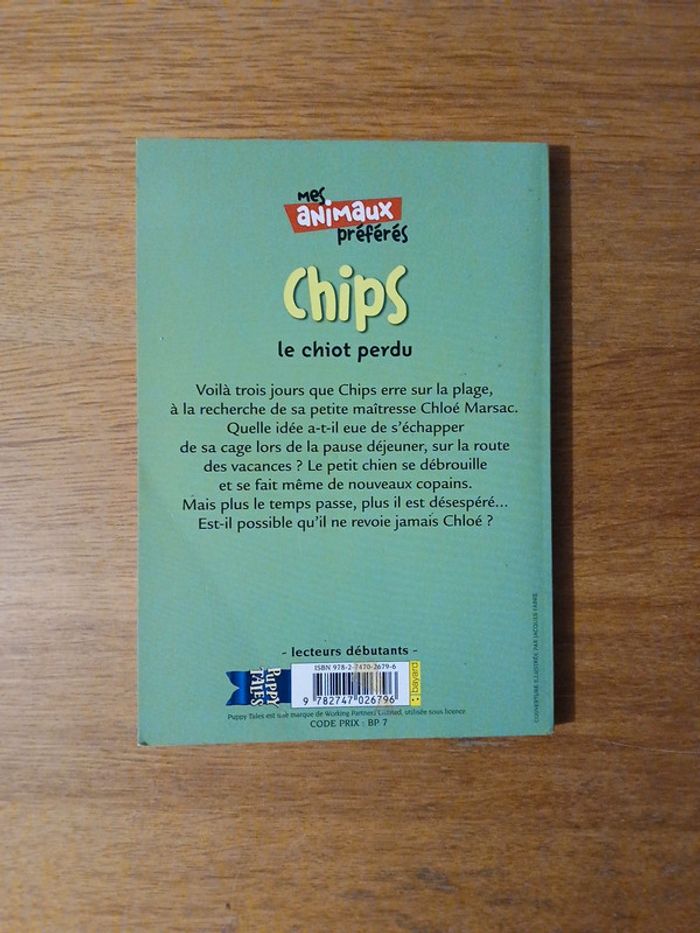 mes
animaux
préférés
Chips
le chiot perdu
Voilà trois jours que Chips erre sur la plage,
à la recherche de sa petite maîtresse Chloé Marsac.
Quelle idée a-t-il eue de s'échapper
de sa cage lors de la pause déjeuner, sur la route
des vacances ? Le petit chien se débrouille
et se fait même de nouveaux copains.
Mais plus le temps passe, plus il est désespéré...
Est-il possible qu'il ne revoie jamais Chloé ?
- lecteurs débutants -
PUPPY
TALES
ISBN 978-2-7470-2679-6
9 782747 026796
bayard
Puppy Tales est une marque de Working Partners Limited, utilisée sous licence.
CODE PRIX : BP 7
COUVERTURE ILLUSTRÉE PAR JACQUES FABRE